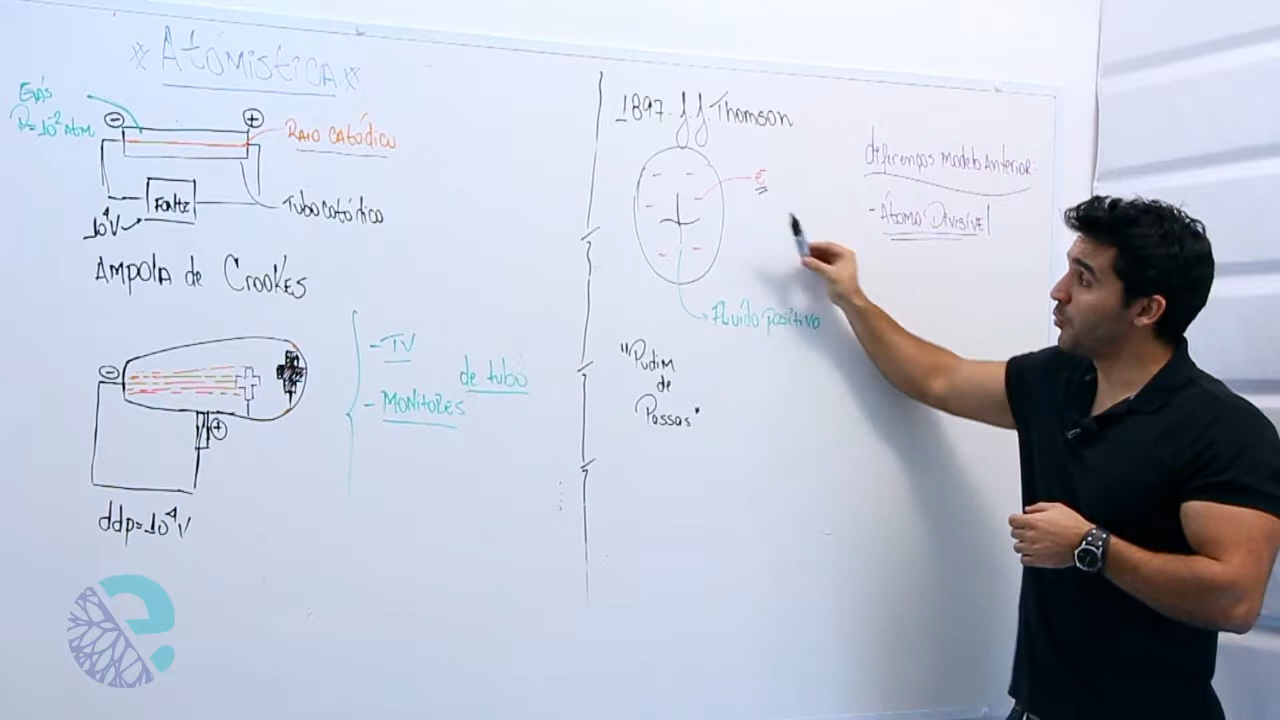 * Atomística *
Gás
P=10⁻² Atm
- +
Raio catódico
Fonte
10⁴V
Tubo catódico
Ampola de Crookes
-
+
ddp=10⁴V
- TV
- Monitores
de tubo
1897. J. J. Thomson
e⁻
+
Fluído positivo
"Pudim
de
Passas"
diferenças Modelo Anterior:
- Átomo Divisível